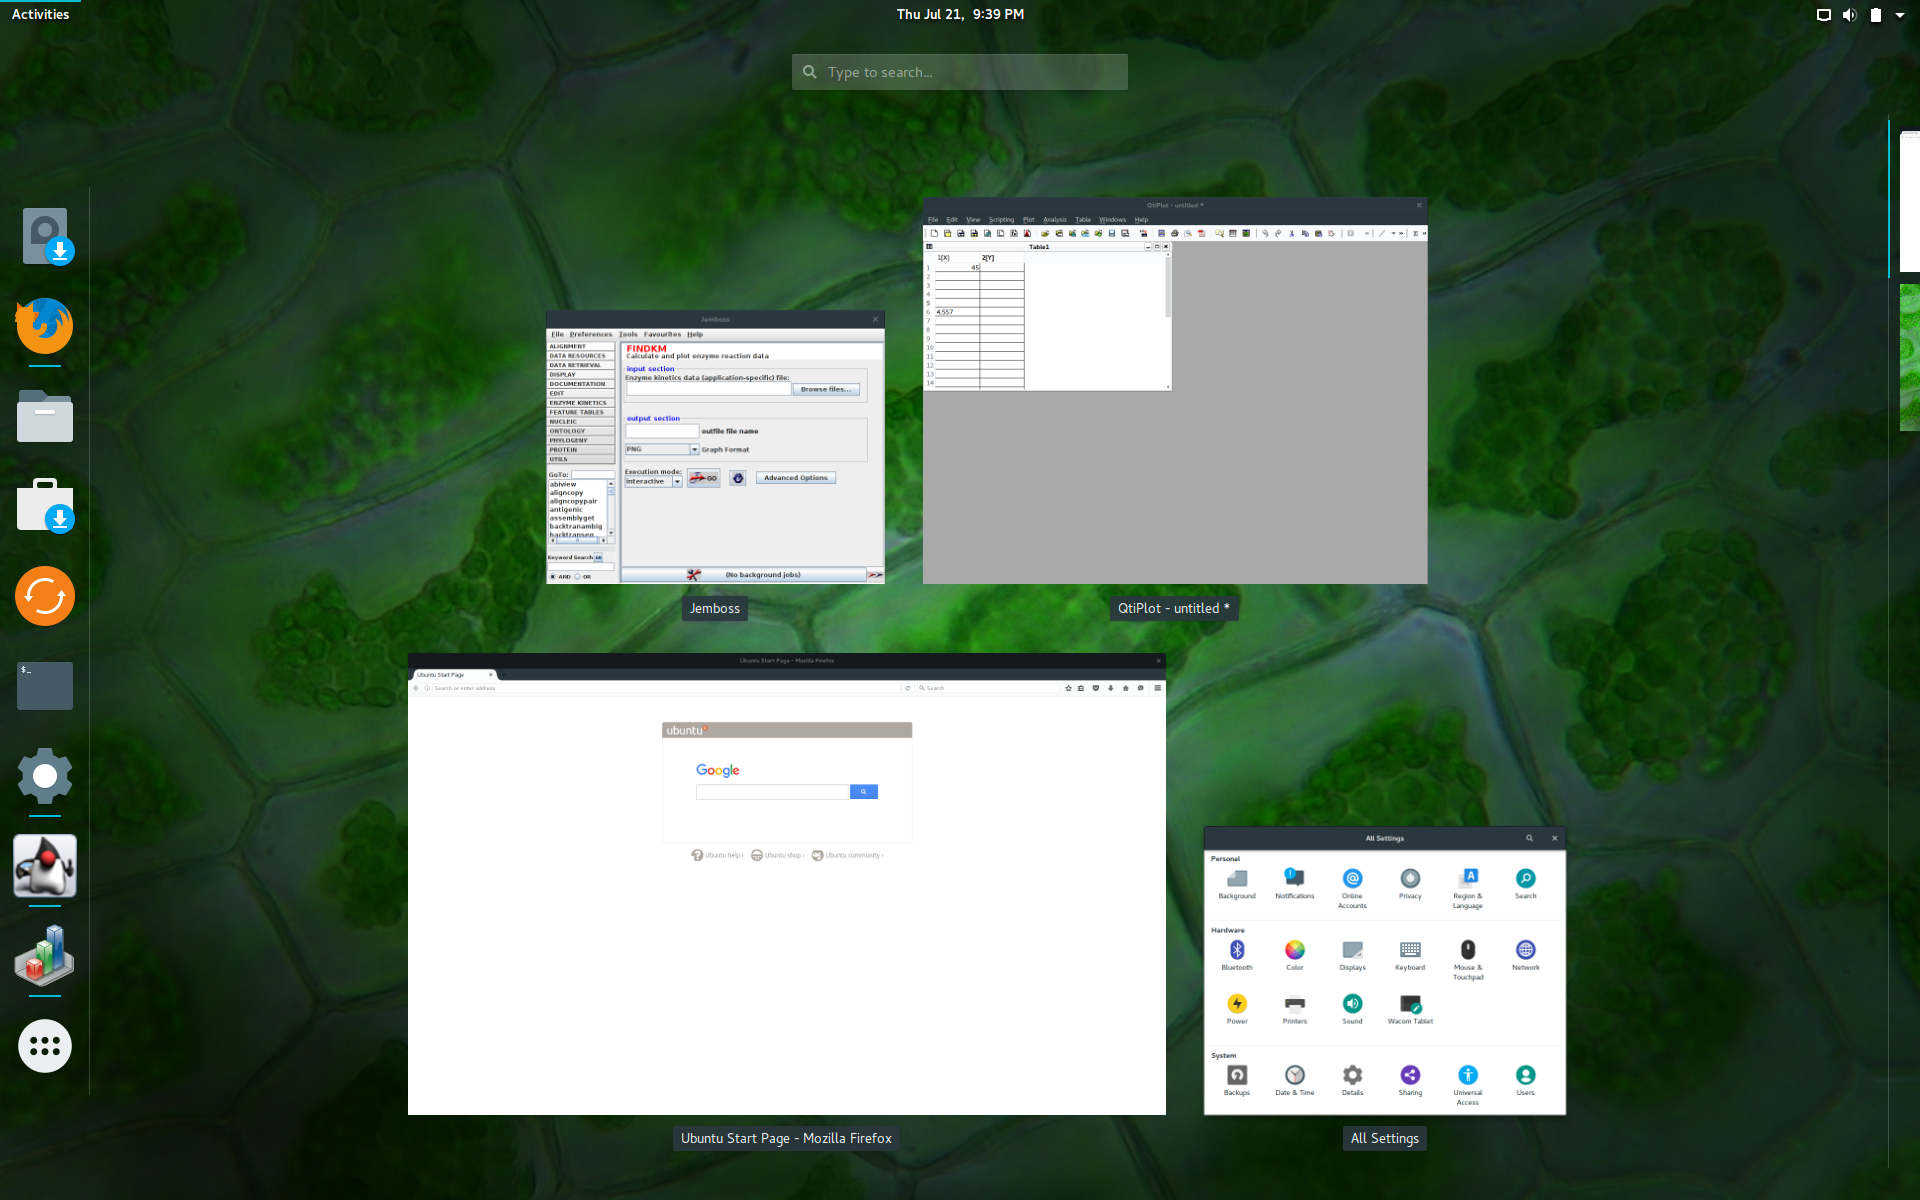 Activities
Thu Jul 21, 9:39 PM
Type to search...
$_
Jemboss
File Preferences Tools Favourites Help
ALIGNMENT
DATA RESOURCES
DATA RETRIEVAL
DISPLAY
DOCUMENTATION
EDIT
ENZYME KINETICS
FEATURE TABLES
NUCLEIC
ONTOLOGY
PHYLOGENY
PROTEIN
UTILS
GoTo:
abiview
aligncopy
aligncopypair
antigenic
assemblyget
backtranambig
backtranseq
Keyword Search
AND OR
FINDKM
Calculate and plot enzyme reaction data
input section
Enzyme kinetics data (application-specific) file:
Browse files...
output section
outfile file name
PNG Graph Format
Execution mode:
interactive GO Advanced Options
(No background jobs)
Jemboss
QtiPlot - untitled *
File Edit View Scripting Plot Analysis Table Windows Help
Table1
1[X] 2[Y]
1 45
2
3
4
5
6 4,557
7
8
9
10
11
12
13
14
QtiPlot - untitled *
Ubuntu Start Page - Mozilla Firefox
Ubuntu Start Page
Search or enter address
Search
ubuntu
Google
Ubuntu help › Ubuntu shop › Ubuntu community ›
Ubuntu Start Page - Mozilla Firefox
All Settings
Personal
Background Notifications Online Accounts Privacy Region & Language Search
Hardware
Bluetooth Color Displays Keyboard Mouse & Touchpad Network
Power Printers Sound Wacom Tablet
System
Backups Date & Time Details Sharing Universal Access Users
All Settings